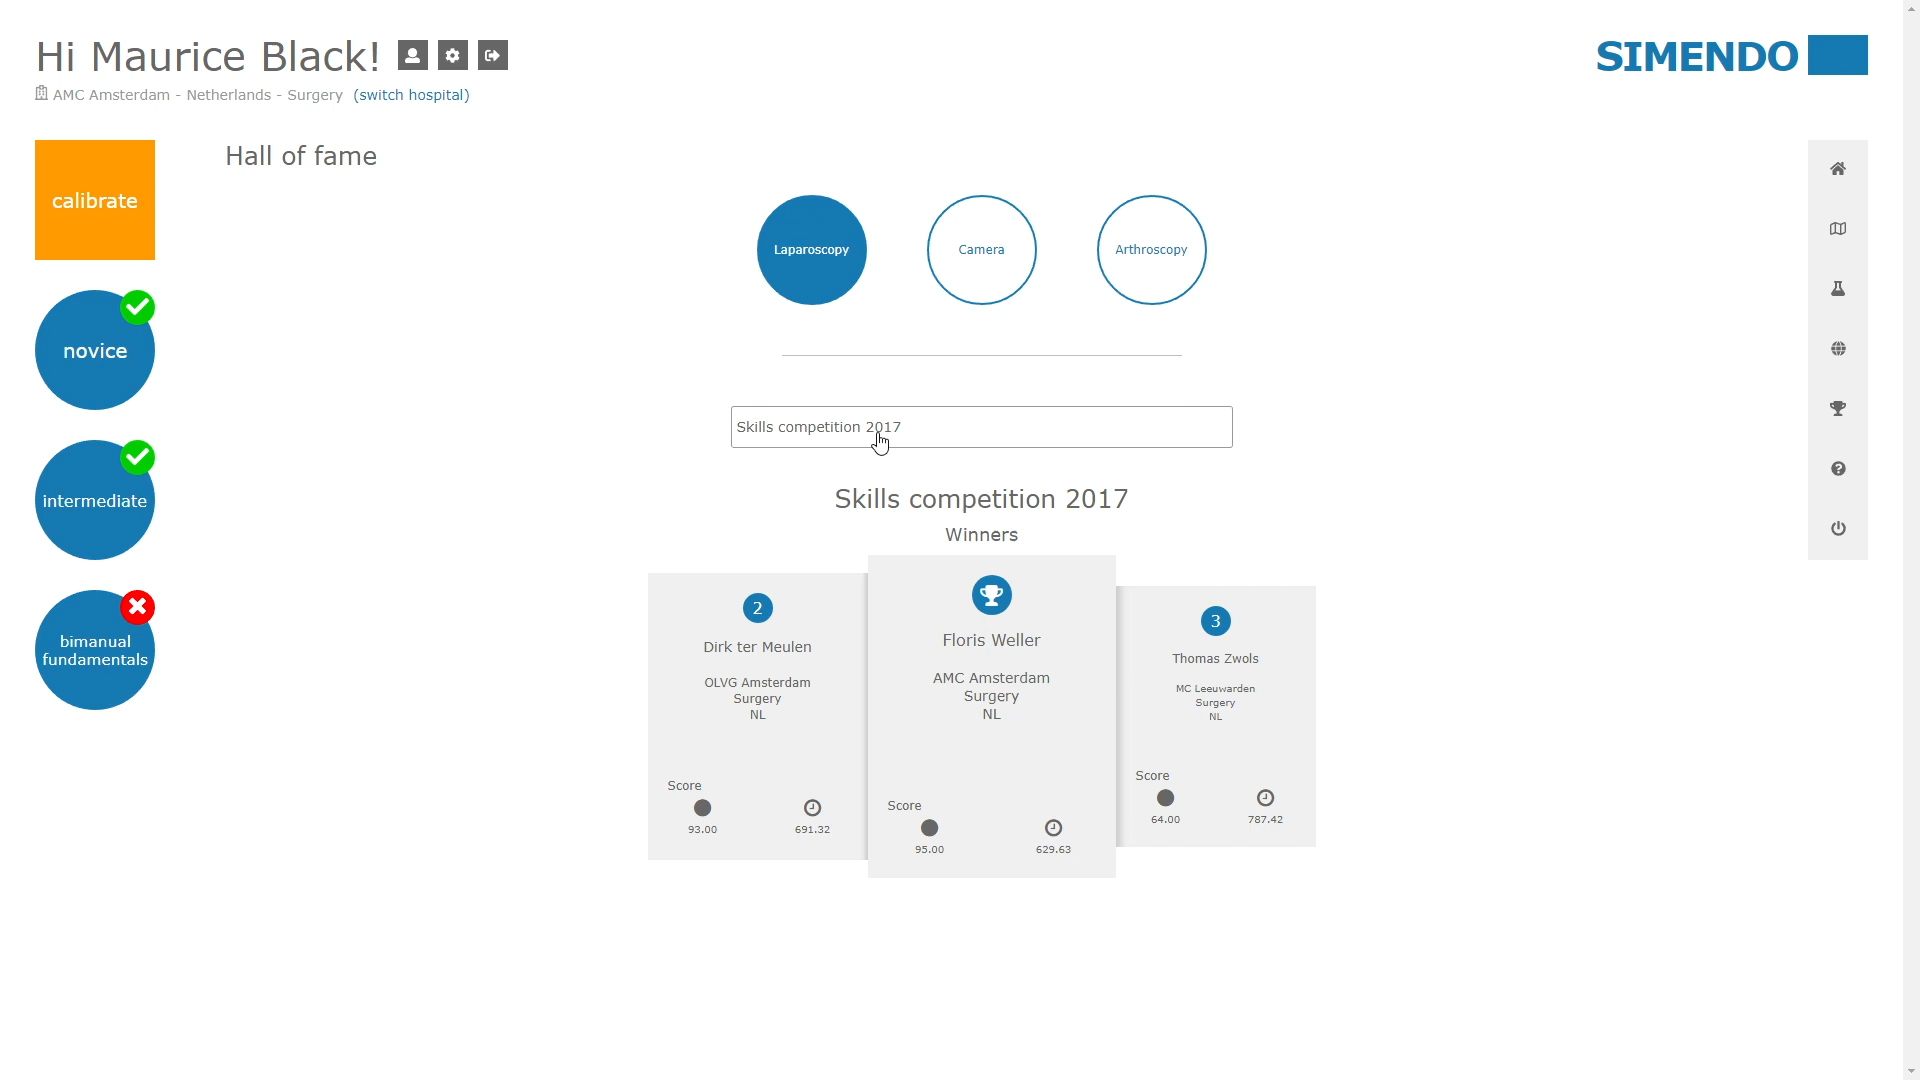 Hi Maurice Black!
SIMENDO
AMC Amsterdam - Netherlands - Surgery (switch hospital)
calibrate
novice
intermediate
bimanual
fundamentals
Hall of fame
Laparoscopy
Camera
Arthroscopy
Skills competition 2017
Skills competition 2017
Winners
2
Dirk ter Meulen
OLVG Amsterdam
Surgery
NL
Score
93.00
691.32
Floris Weller
AMC Amsterdam
Surgery
NL
Score
95.00
629.63
3
Thomas Zwols
MC Leeuwarden
Surgery
NL
Score
64.00
787.42